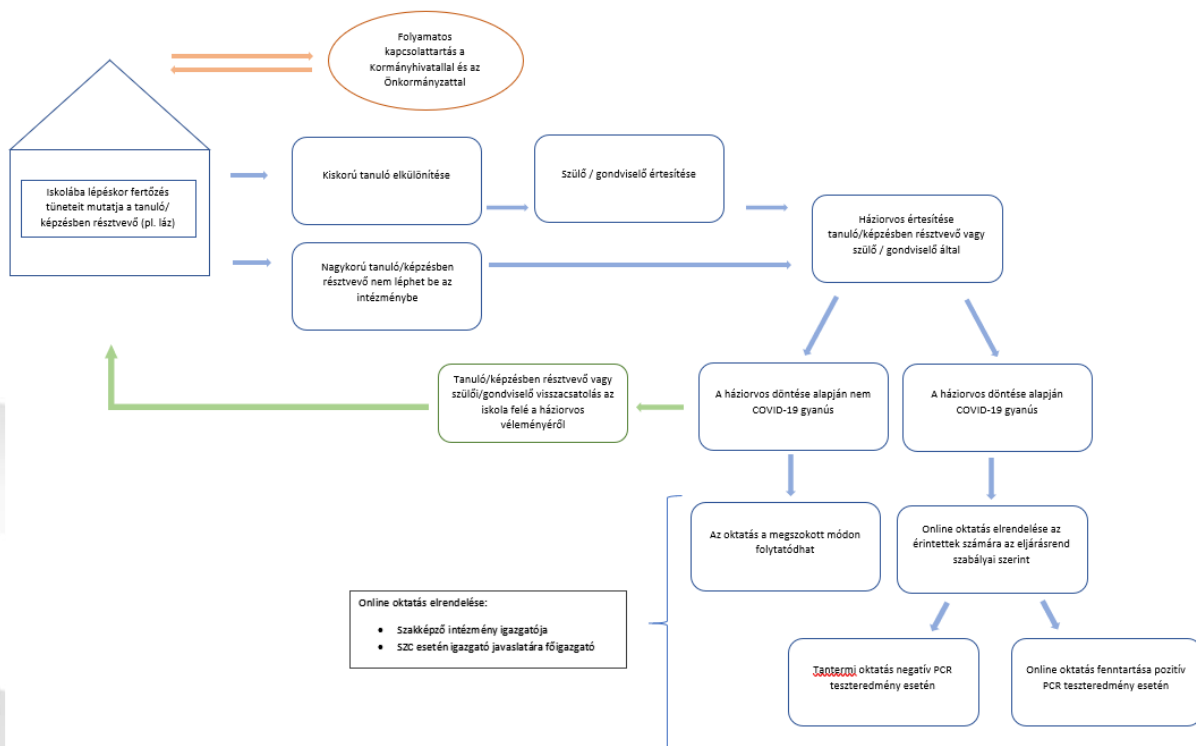 Folyamatos
kapcsolattartás a
Kormányhivatallal és az
Önkormányzattal
Iskolába lépéskor fertőzés
tüneteit mutatja a tanuló/
képzésben résztvevő (pl. láz)
Kiskorú tanuló elkülönítése
Szülő / gondviselő értesítése
Nagykorú tanuló/képzésben
résztvevő nem léphet be az
intézménybe
Háziorvos értesítése
tanuló/képzésben résztvevő vagy
szülő / gondviselő által
Tanuló/képzésben résztvevő vagy
szülői/gondviselő visszacsatolás az
iskola felé a háziorvos
véleményéről
A háziorvos döntése alapján nem
COVID-19 gyanús
A háziorvos döntése alapján
COVID-19 gyanús
Az oktatás a megszokott módon
folytatódhat
Online oktatás elrendelése az
érintettek számára az eljárásrend
szabályai szerint
Online oktatás elrendelése:
• Szakképző intézmény igazgatója
• SZC esetén igazgató javaslatára főigazgató
Tantermi oktatás negatív PCR
teszteredmény esetén
Online oktatás fenntartása pozitív
PCR teszteredmény esetén